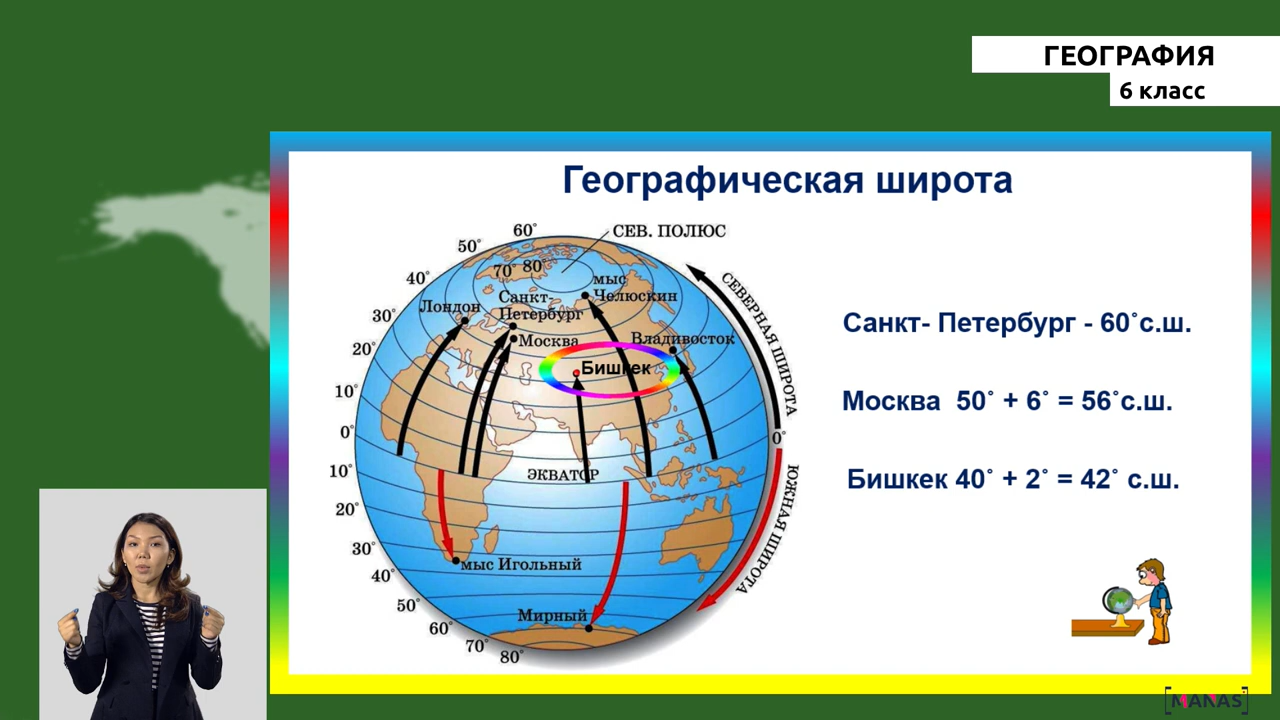 ГЕОГРАФИЯ
6 класс
Географическая широта
СЕВ. ПОЛЮС
60°
50°
70° 80°
40°
мыс
Челюскин
Лондон
Санкт-
Петербург
30°
Москва
Владивосток
20°
Бишкек
10°
0°
0°
10°
ЭКВАТОР
20°
30°
мыс Игольный
40°
50°
Мирный
60°
70°
80°
СЕВЕРНАЯ ШИРОТА
ЮЖНАЯ ШИРОТА
Санкт- Петербург - 60˚с.ш.
Москва 50˚ + 6˚ = 56˚с.ш.
Бишкек 40˚ + 2˚ = 42˚ с.ш.
[MANAS]